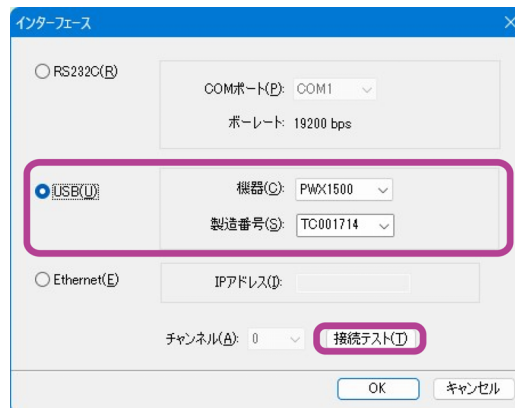 インターフェース
RS232C(R)
COMポート(P): COM1
ボーレート: 19200 bps
USB(U)
機器(C): PWX1500
製造番号(S): TC001714
Ethernet(E)
IPアドレス(I):
チャンネル(A): 0 接続テスト(T)
OK キャンセル